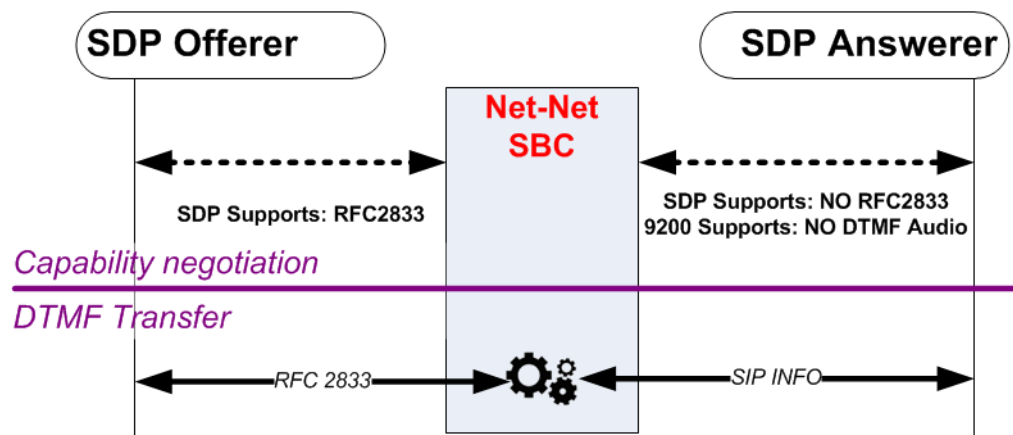 SDP Offerer
SDP Answerer
Net-Net
SBC
SDP Supports: RFC2833
SDP Supports: NO RFC2833
9200 Supports: NO DTMF Audio
Capability negotiation
DTMF Transfer
RFC 2833
SIP INFO